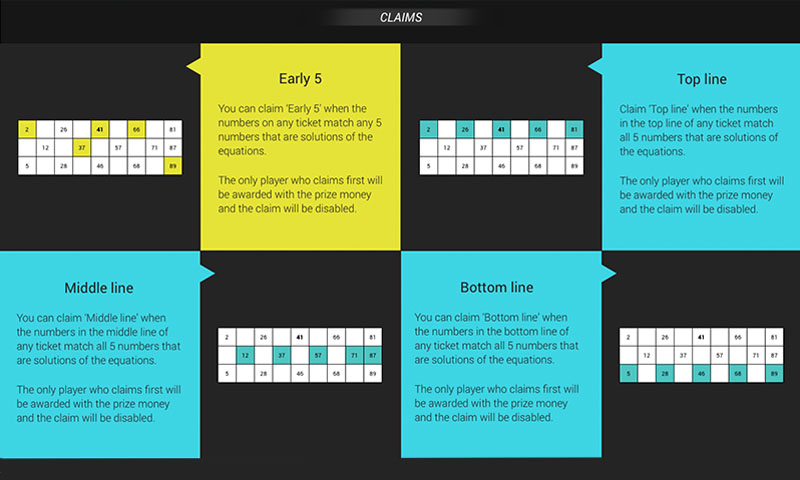 CLAIMS
Early 5
You can claim 'Early 5' when the
numbers on any ticket match any 5
numbers that are solutions of the
equations.
The only player who claims first will
be awarded with the prize money
and the claim will be disabled.
2 26 41 66 81
12 37 57 71 87
5 28 46 68 89
Top line
Claim 'Top line' when the numbers
in the top line of any ticket match
all 5 numbers that are solutions of
the equations.
The only player who claims first will
be awarded with the prize money
and the claim will be disabled.
2 26 41 66 81
12 37 57 71 87
5 28 46 68 89
Middle line
You can claim 'Middle line' when
the numbers in the middle line of
any ticket match all 5 numbers that
are solutions of the equations.
The only player who claims first will
be awarded with the prize money
and the claim will be disabled.
2 26 41 66 81
12 37 57 71 87
5 28 46 68 89
Bottom line
You can claim 'Bottom line' when
the numbers in the bottom line of
any ticket match all 5 numbers that
are solutions of the equations.
The only player who claims first will
be awarded with the prize money
and the claim will be disabled.
2 26 41 66 81
12 37 57 71 87
5 28 46 68 89